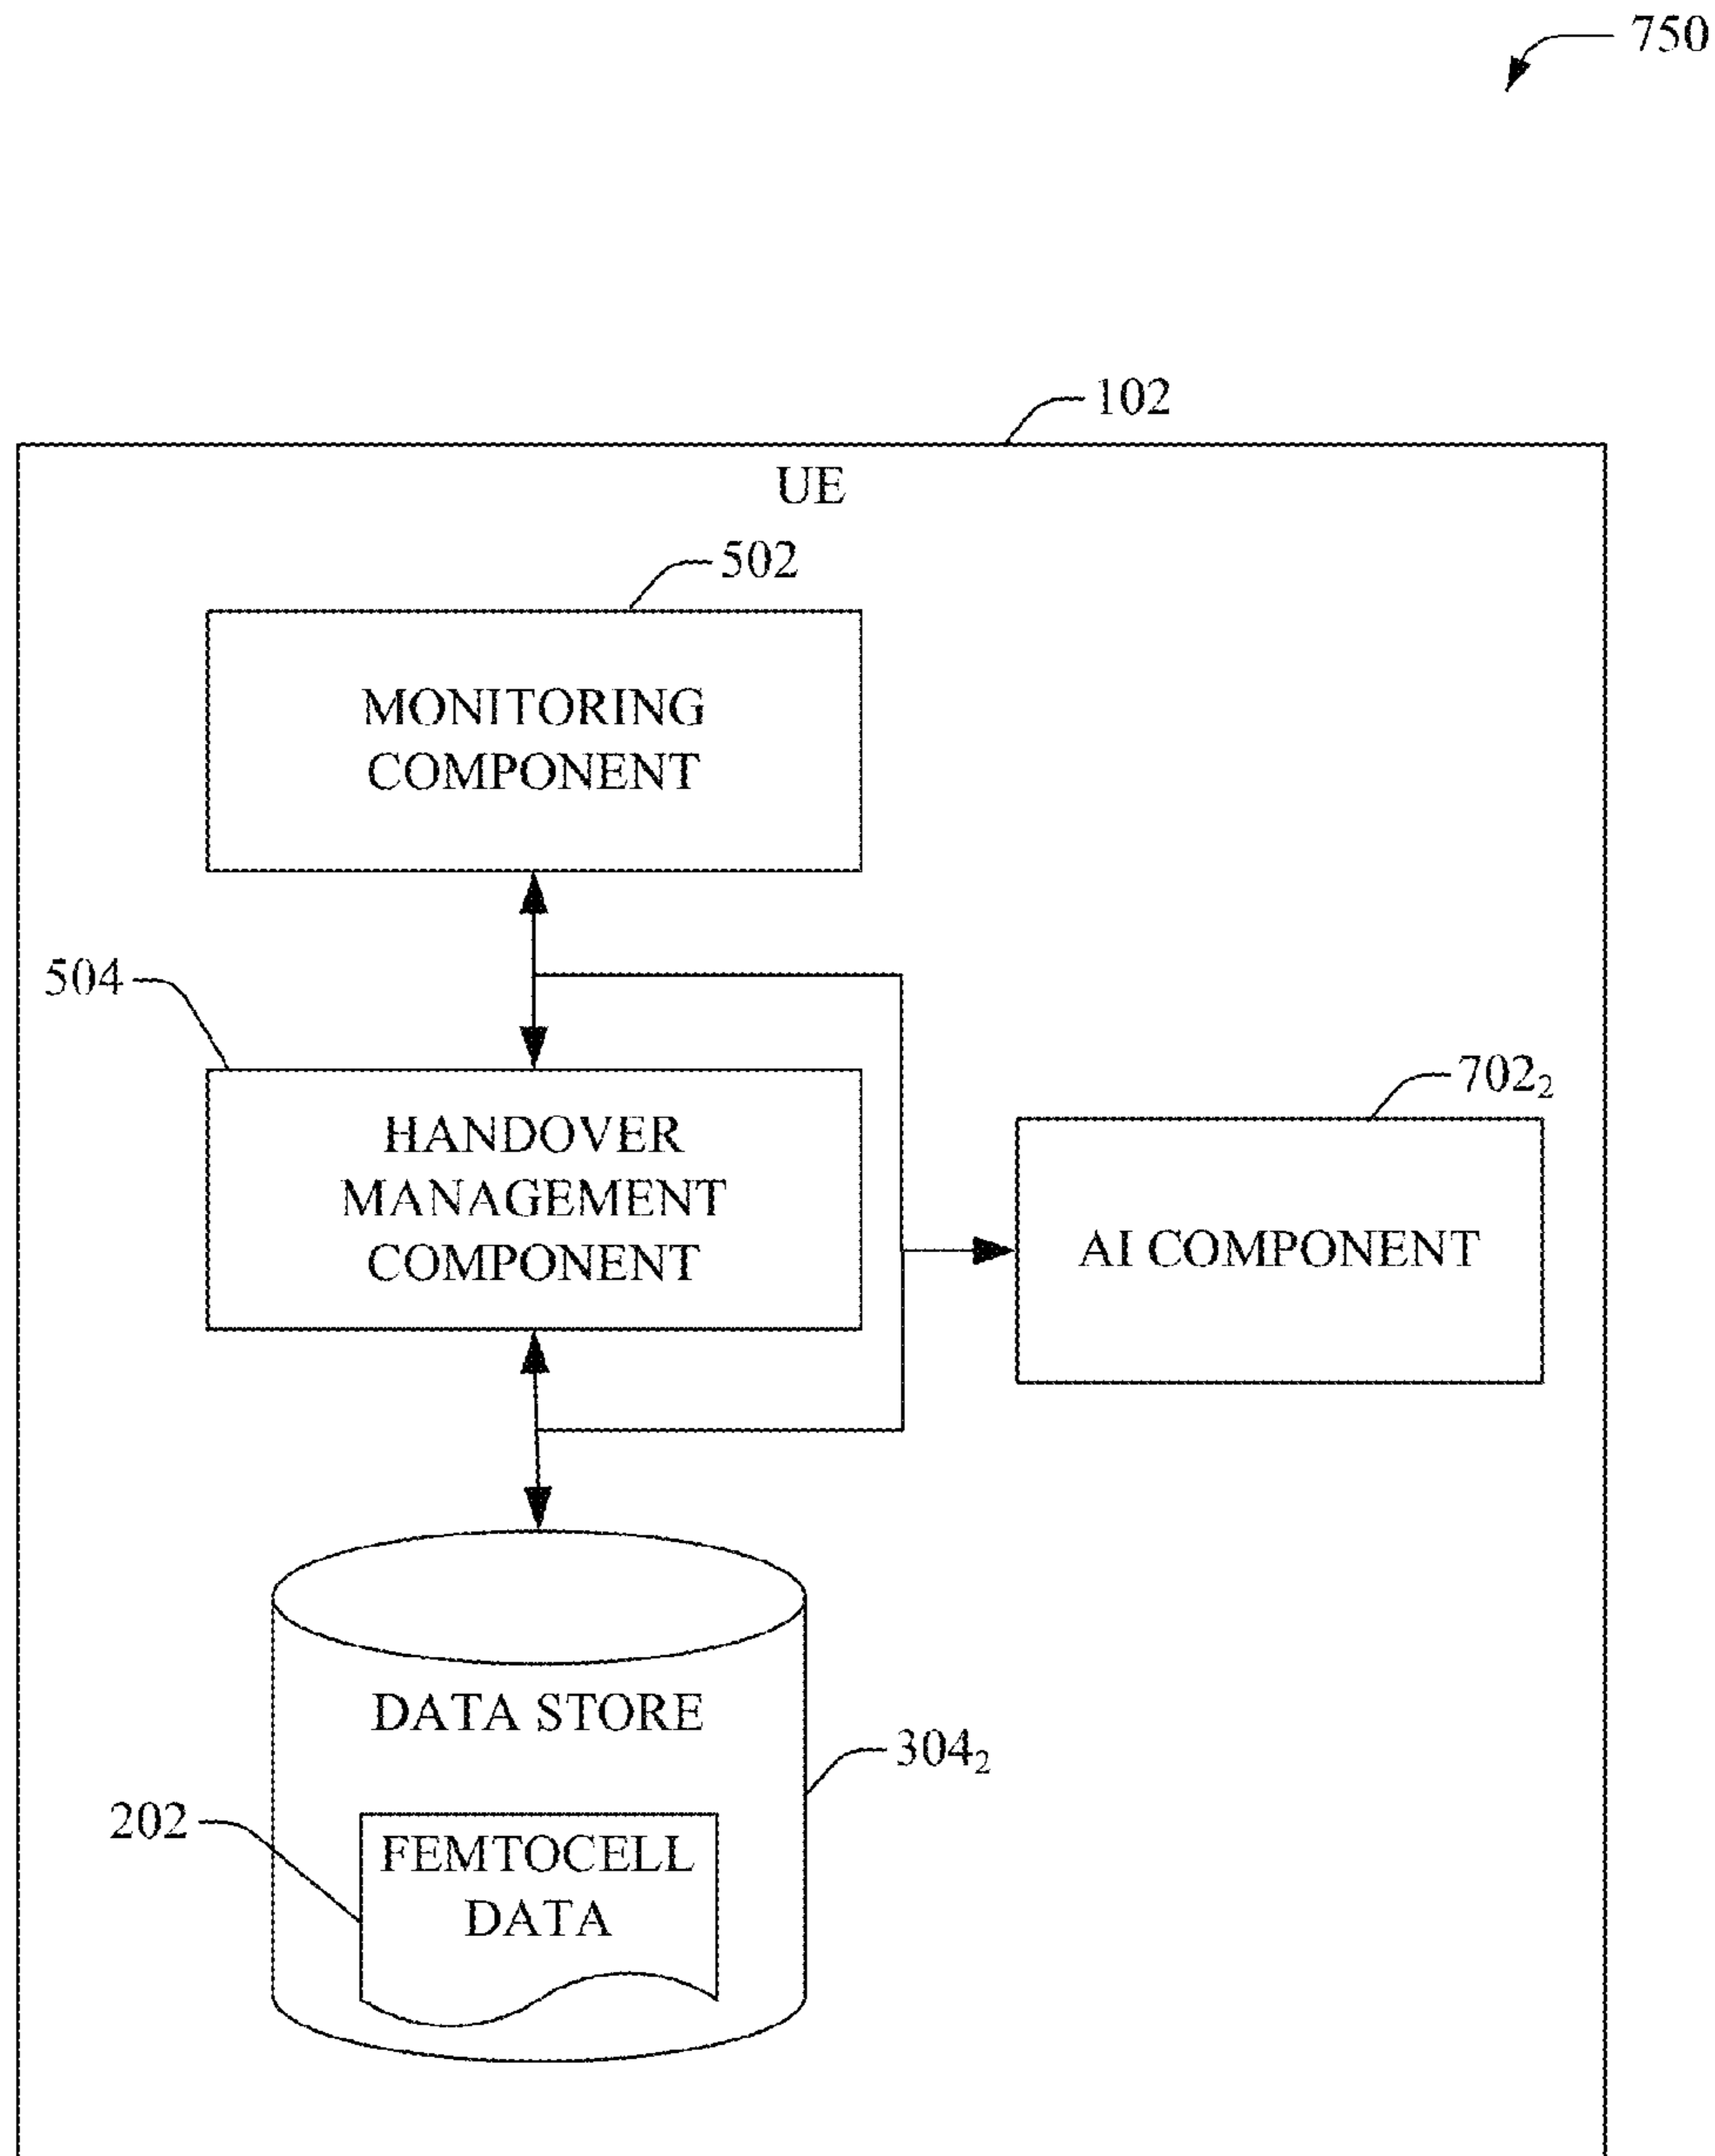 750
102
UE
502
MONITORING
COMPONENT
504
HANDOVER
MANAGEMENT
COMPONENT
702₂
AI COMPONENT
DATA STORE
304₂
202
FEMTOCELL
DATA